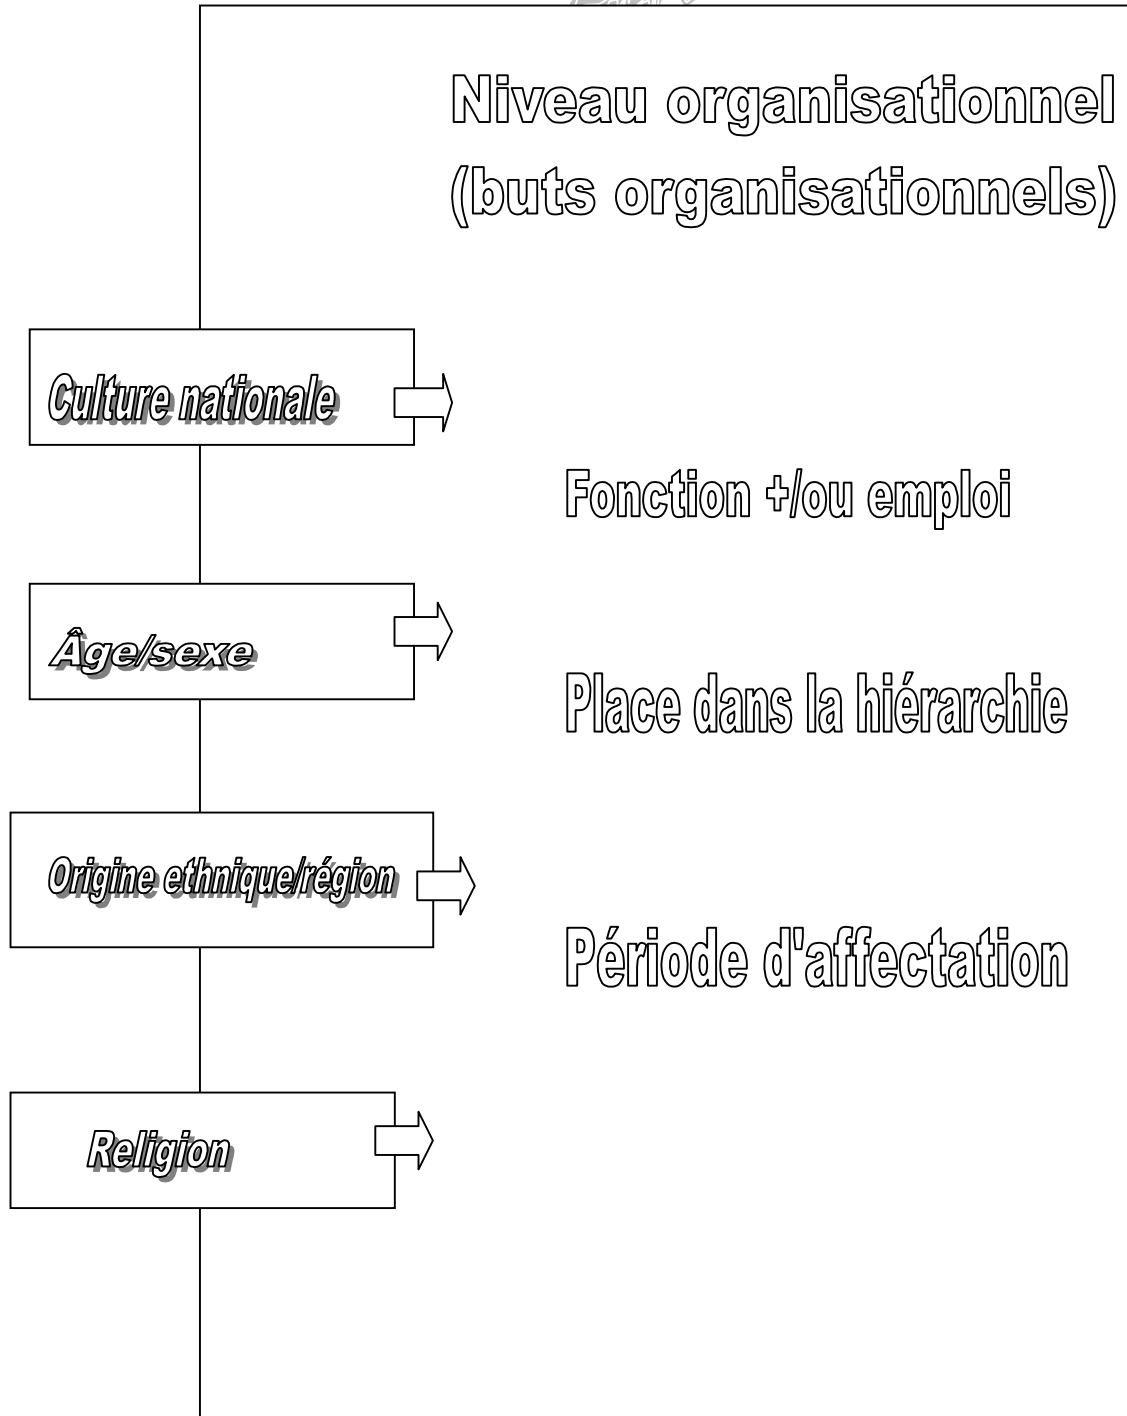 Niveau organisationnel
(buts organisationnels)
Culture nationale
Fonction +/ou emploi
Âge/sexe
Place dans la hiérarchie
Origine ethnique/région
Période d'affectation
Religion